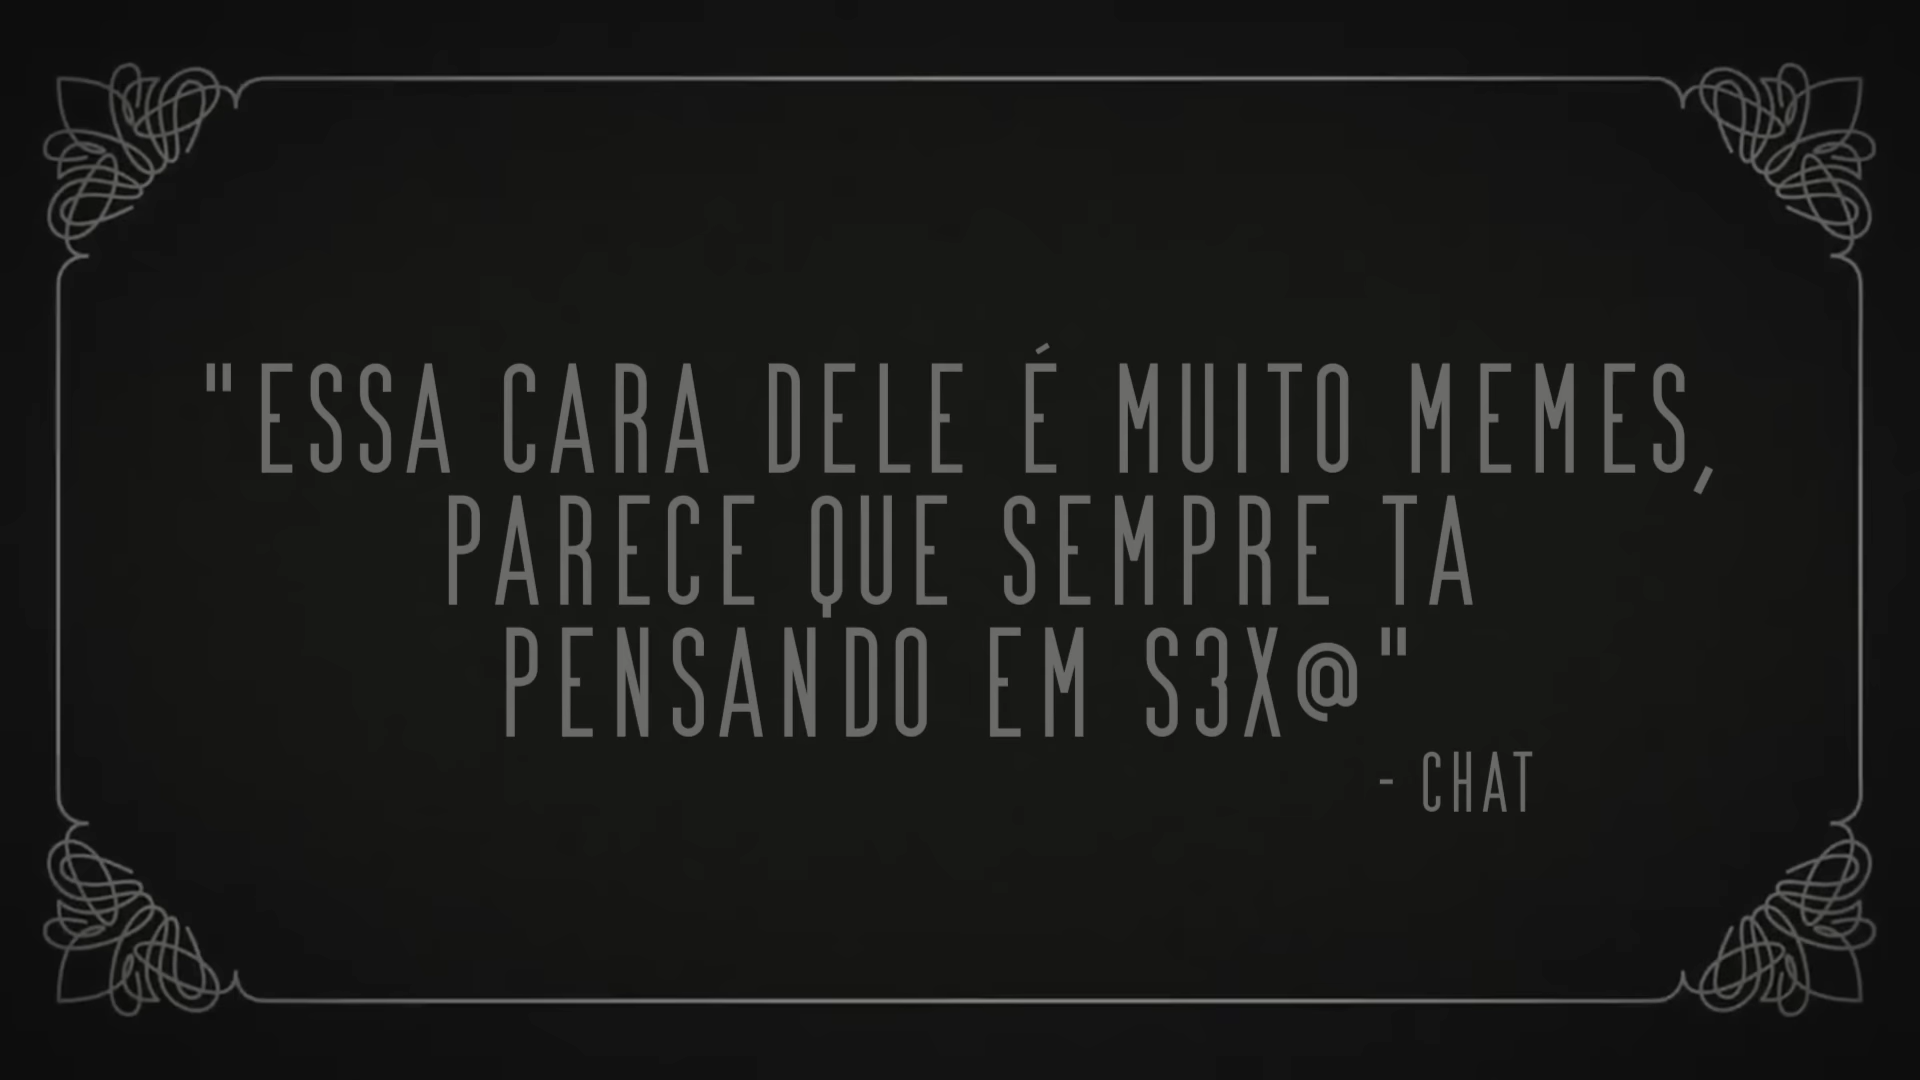 "ESSA CARA DELE É MUITO MEMES,
PARECE QUE SEMPRE TA
PENSANDO EM S3X@"
- CHAT